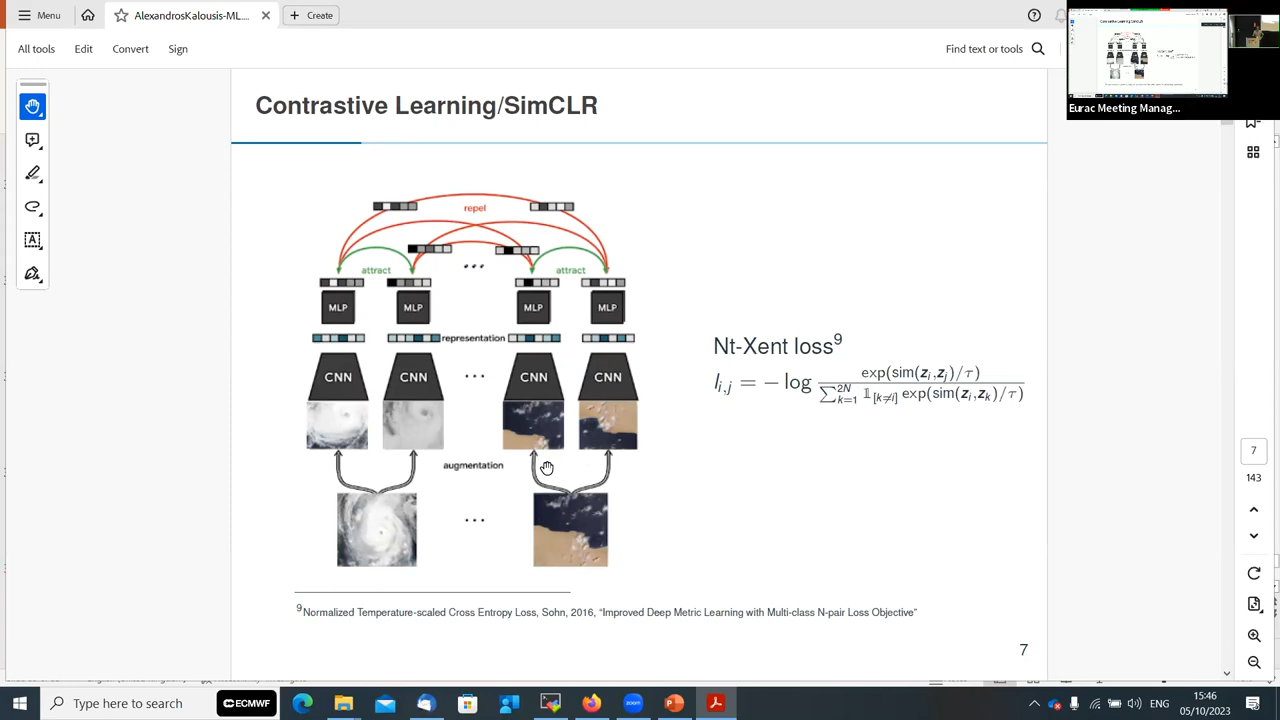 Menu
AlexandrosKalousis-ML...
Create
All tools
Edit
Convert
Sign
Find text or tools
Eurac Meeting Manag...
Contrastive Learning/SimCLR
repel
attract
attract
MLP
MLP
MLP
MLP
representation
CNN
CNN
...
CNN
CNN
augmentation
...
Nt-Xent loss9
l_{i,j} = − log exp(sim(z_i,z_j)/τ) / ∑_{k=1}^{2N} 𝟙_{[k≠i]} exp(sim(z_i,z_k)/τ)
9Normalized Temperature-scaled Cross Entropy Loss, Sohn, 2016, “Improved Deep Metric Learning with Multi-class N-pair Loss Objective”
7
7
143
Type here to search
ECMWF
zoom
ENG
15:46
05/10/2023